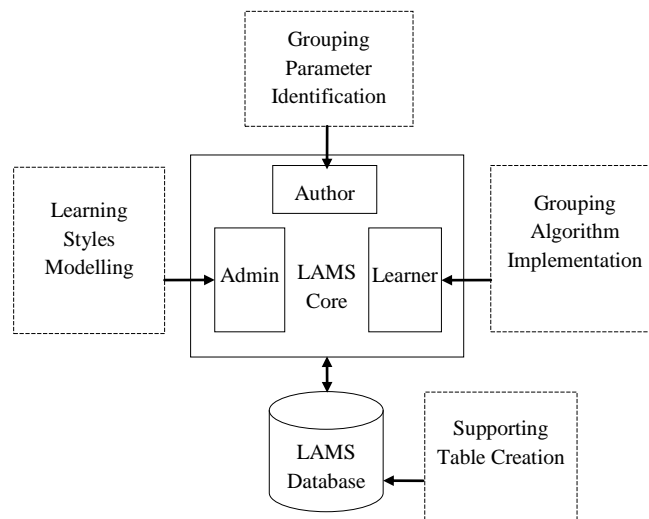 Grouping
Parameter
Identification
Author
Learning
Styles
Modelling
Admin
LAMS
Core
Learner
Grouping
Algorithm
Implementation
LAMS
Database
Supporting
Table Creation